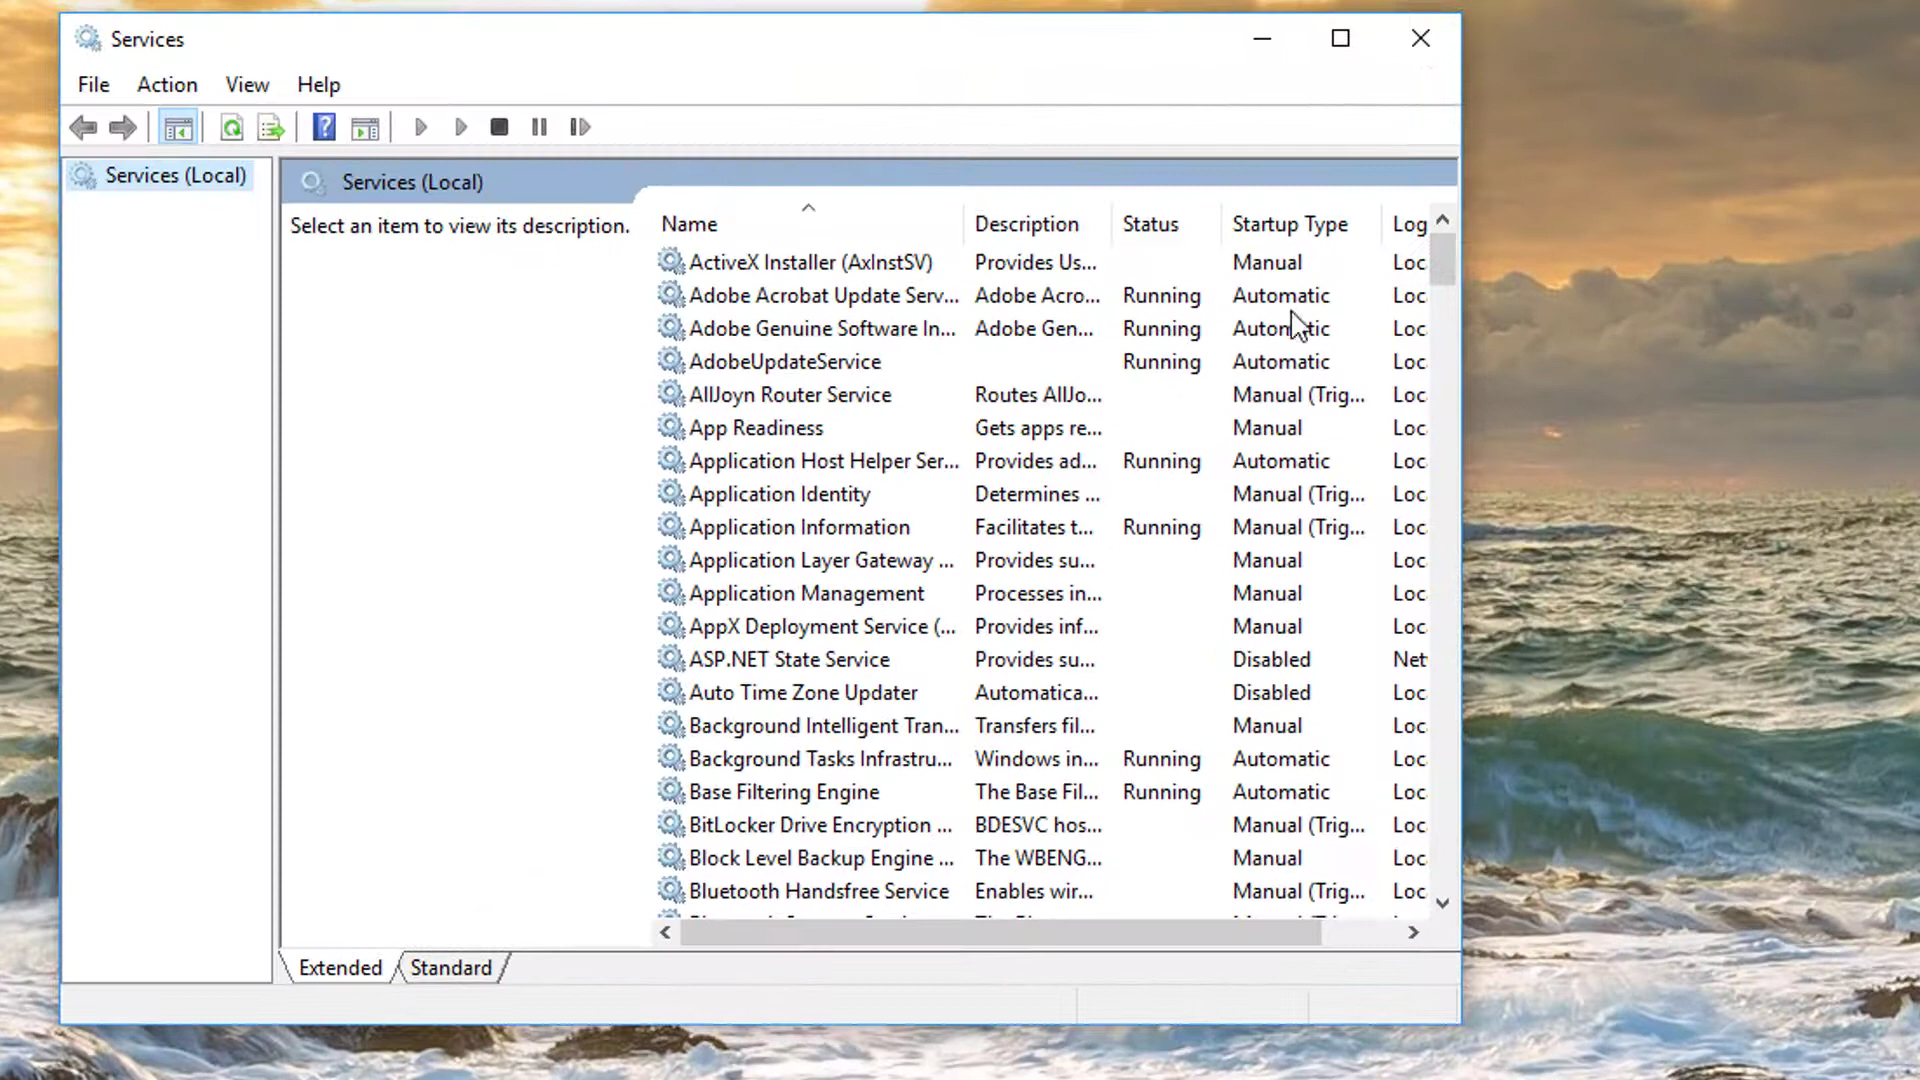 Services
File Action View Help
Services (Local)
Services (Local)
Select an item to view its description.
Name Description Status Startup Type Log
ActiveX Installer (AxInstSV) Provides Us... Manual Loc
Adobe Acrobat Update Serv... Adobe Acro... Running Automatic Loc
Adobe Genuine Software In... Adobe Gen... Running Automatic Loc
AdobeUpdateService Running Automatic Loc
AllJoyn Router Service Routes AllJo... Manual (Trig... Loc
App Readiness Gets apps re... Manual Loc
Application Host Helper Ser... Provides ad... Running Automatic Loc
Application Identity Determines ... Manual (Trig... Loc
Application Information Facilitates t... Running Manual (Trig... Loc
Application Layer Gateway ... Provides su... Manual Loc
Application Management Processes in... Manual Loc
AppX Deployment Service (... Provides inf... Manual Loc
ASP.NET State Service Provides su... Disabled Net
Auto Time Zone Updater Automatica... Disabled Loc
Background Intelligent Tran... Transfers fil... Manual Loc
Background Tasks Infrastru... Windows in... Running Automatic Loc
Base Filtering Engine The Base Fil... Running Automatic Loc
BitLocker Drive Encryption ... BDESVC hos... Manual (Trig... Loc
Block Level Backup Engine ... The WBENG... Manual Loc
Bluetooth Handsfree Service Enables wir... Manual (Trig... Loc
Extended Standard